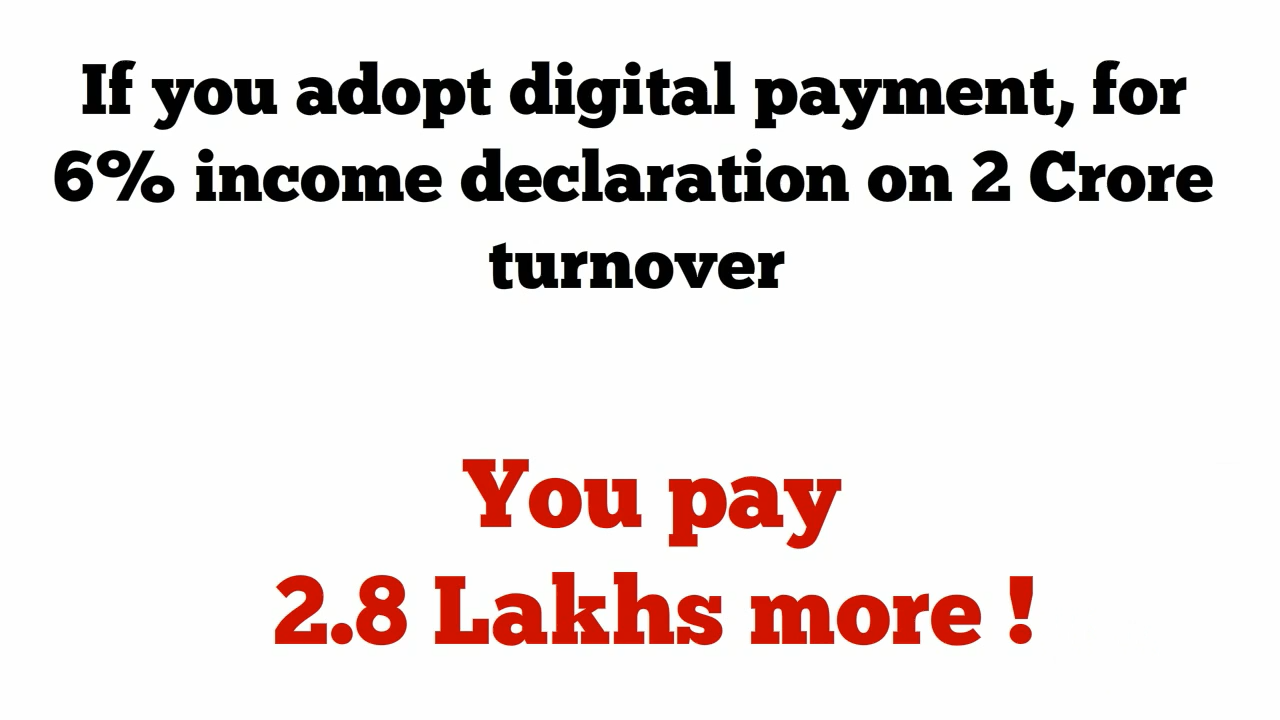 If you adopt digital payment, for
6% income declaration on 2 Crore
turnover
You pay
2.8 Lakhs more !